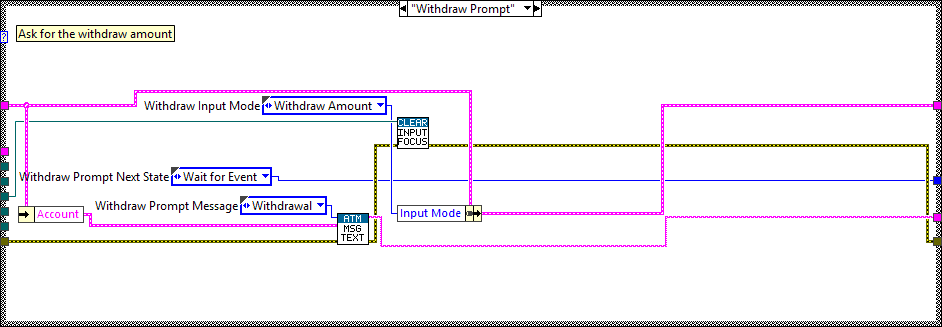 "Withdraw Prompt"
?
Ask for the withdraw amount
Withdraw Input Mode
Withdraw Amount
CLEAR
INPUT
FOCUS
Withdraw Prompt Next State
Wait for Event
Withdraw Prompt Message
Withdrawal
Account
ATM
MSG
TEXT
Input Mode